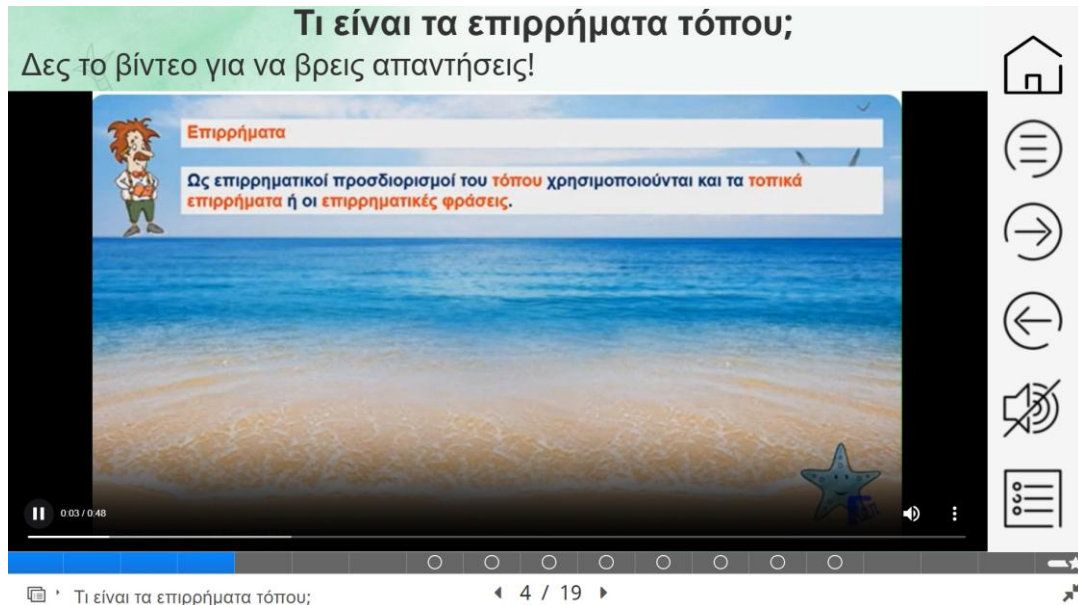 Τι είναι τα επιρρήματα τόπου;
Δες το βίντεο για να βρεις απαντήσεις!
Επιρρήματα
Ως επιρρηματικοί προσδιορισμοί του τόπου χρησιμοποιούνται και τα τοπικά
επιρρήματα ή οι επιρρηματικές φράσεις.
0:03 / 0:48
Τι είναι τα επιρρήματα τόπου;
4 / 19